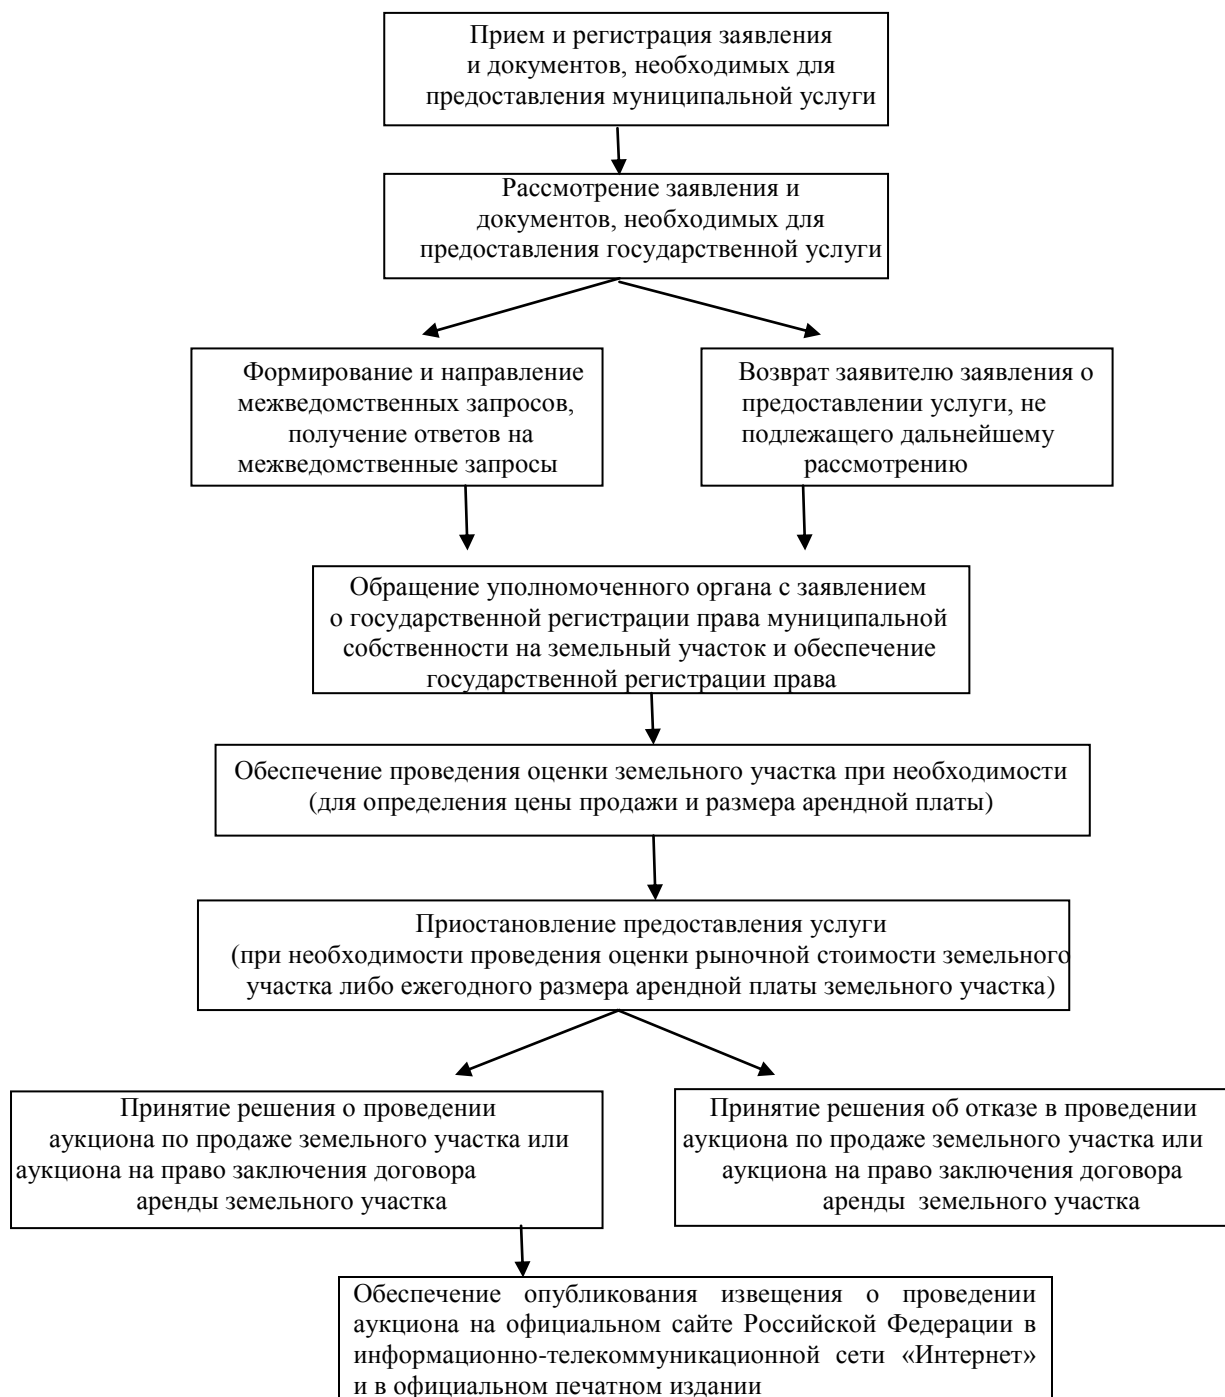 Прием и регистрация заявления
и документов, необходимых для
предоставления муниципальной услуги
Рассмотрение заявления и
документов, необходимых для
предоставления государственной услуги
Формирование и направление
межведомственных запросов,
получение ответов на
межведомственные запросы
Возврат заявителю заявления о
предоставлении услуги, не
подлежащего дальнейшему
рассмотрению
Обращение уполномоченного органа с заявлением
о государственной регистрации права муниципальной
собственности на земельный участок и обеспечение
государственной регистрации права
Обеспечение проведения оценки земельного участка при необходимости
(для определения цены продажи и размера арендной платы)
Приостановление предоставления услуги
(при необходимости проведения оценки рыночной стоимости земельного
участка либо ежегодного размера арендной платы земельного участка)
Принятие решения о проведении
аукциона по продаже земельного участка или
аукциона на право заключения договора
аренды земельного участка
Принятие решения об отказе в проведении
аукциона по продаже земельного участка или
аукциона на право заключения договора
аренды земельного участка
Обеспечение опубликования извещения о проведении
аукциона на официальном сайте Российской Федерации в
информационно-телекоммуникационной сети «Интернет»
и в официальном печатном издании